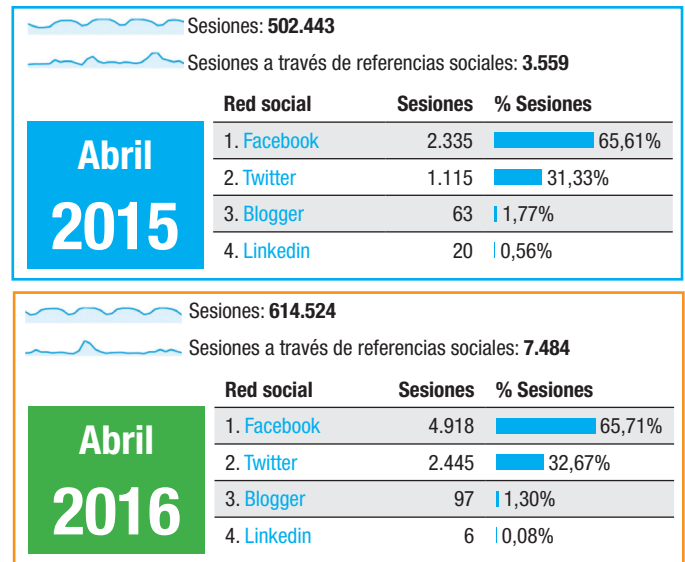 Sesiones: 502.443
Sesiones a través de referencias sociales: 3.559
Abril
2015
Red social Sesiones % Sesiones
1. Facebook 2.335 65,61%
2. Twitter 1.115 31,33%
3. Blogger 63 1,77%
4. Linkedin 20 0,56%
Sesiones: 614.524
Sesiones a través de referencias sociales: 7.484
Abril
2016
Red social Sesiones % Sesiones
1. Facebook 4.918 65,71%
2. Twitter 2.445 32,67%
3. Blogger 97 1,30%
4. Linkedin 6 0,08%